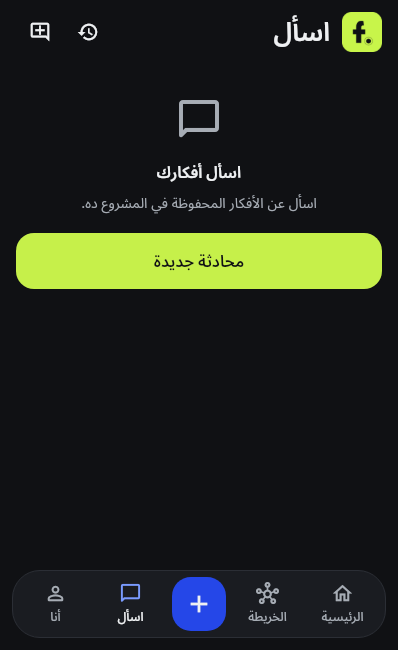 اسأل
اسأل أفكارك
اسأل عن الأفكار المحفوظة في المشروع ده.
محادثة جديدة
الرئيسية
الخريطة
اسأل
أنا